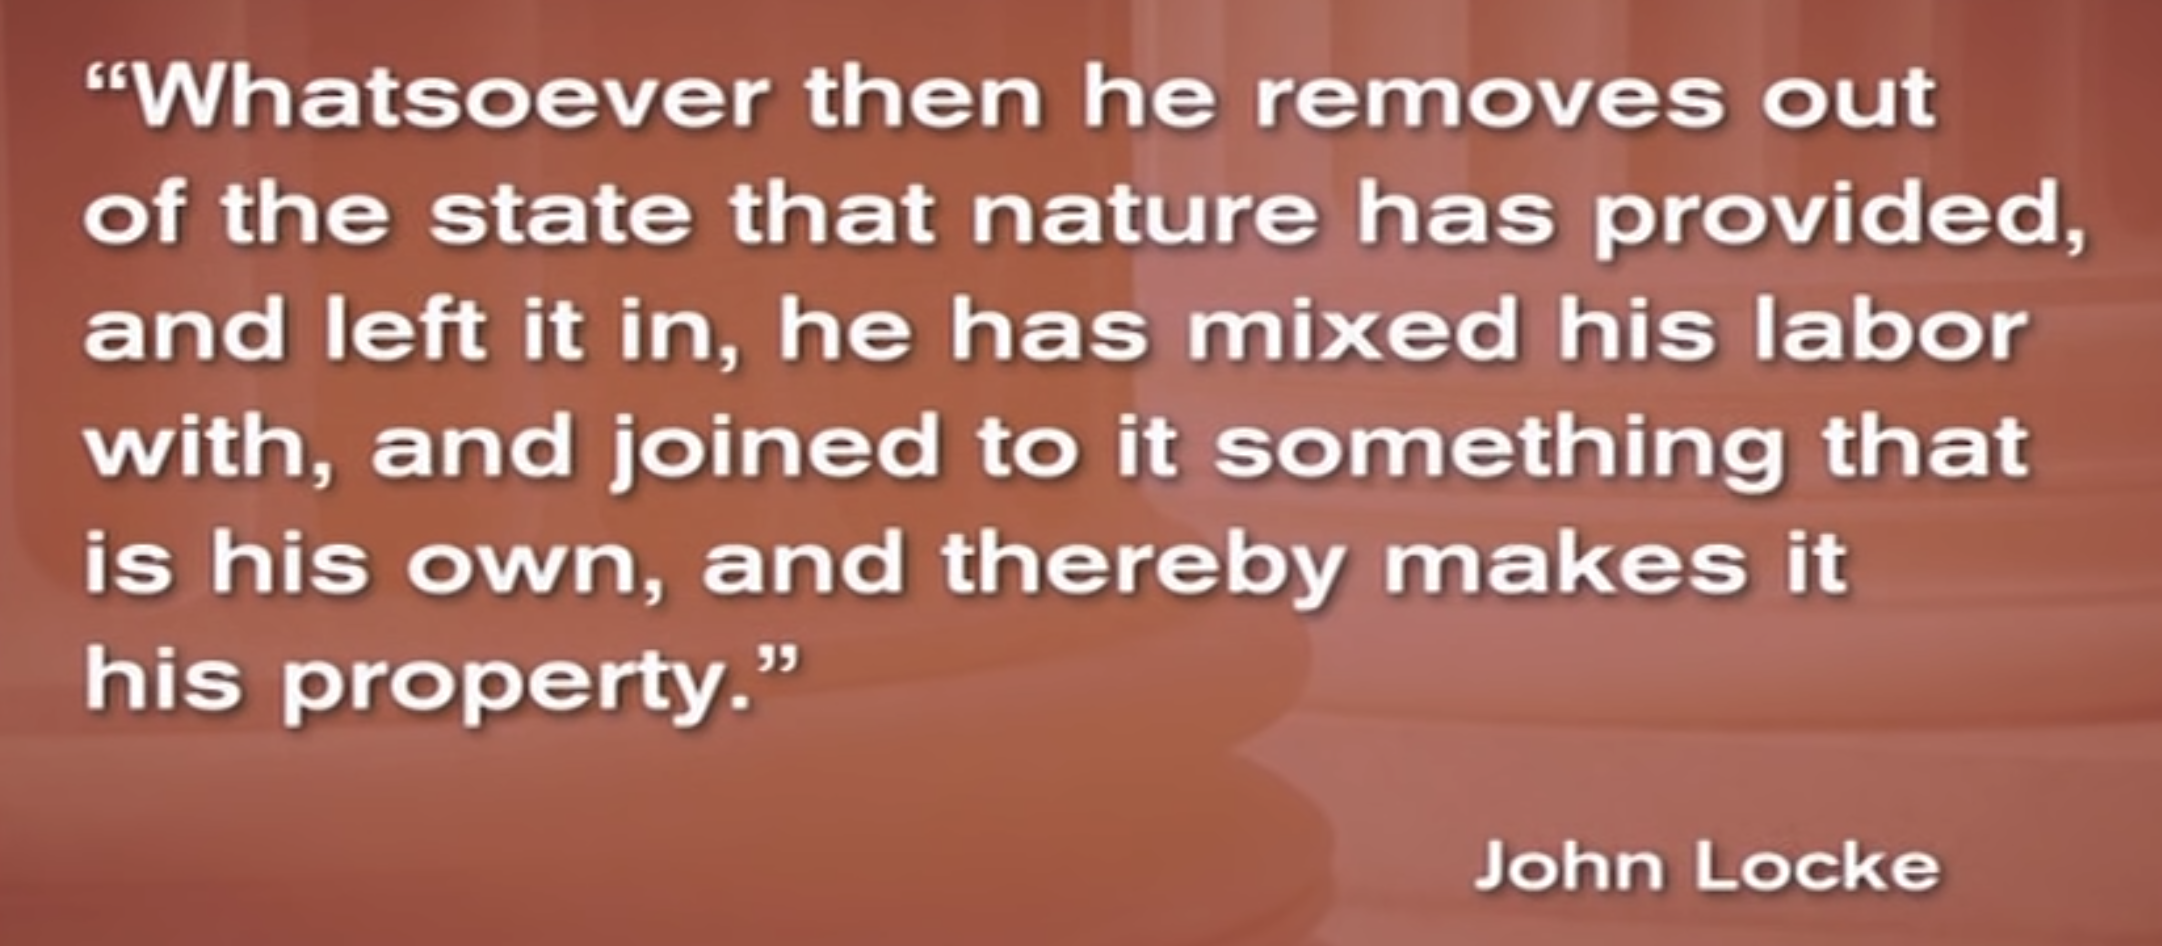 “Whatsoever then he removes out
of the state that nature has provided,
and left it in, he has mixed his labor
with, and joined to it something that
is his own, and thereby makes it
his property.”
John Locke